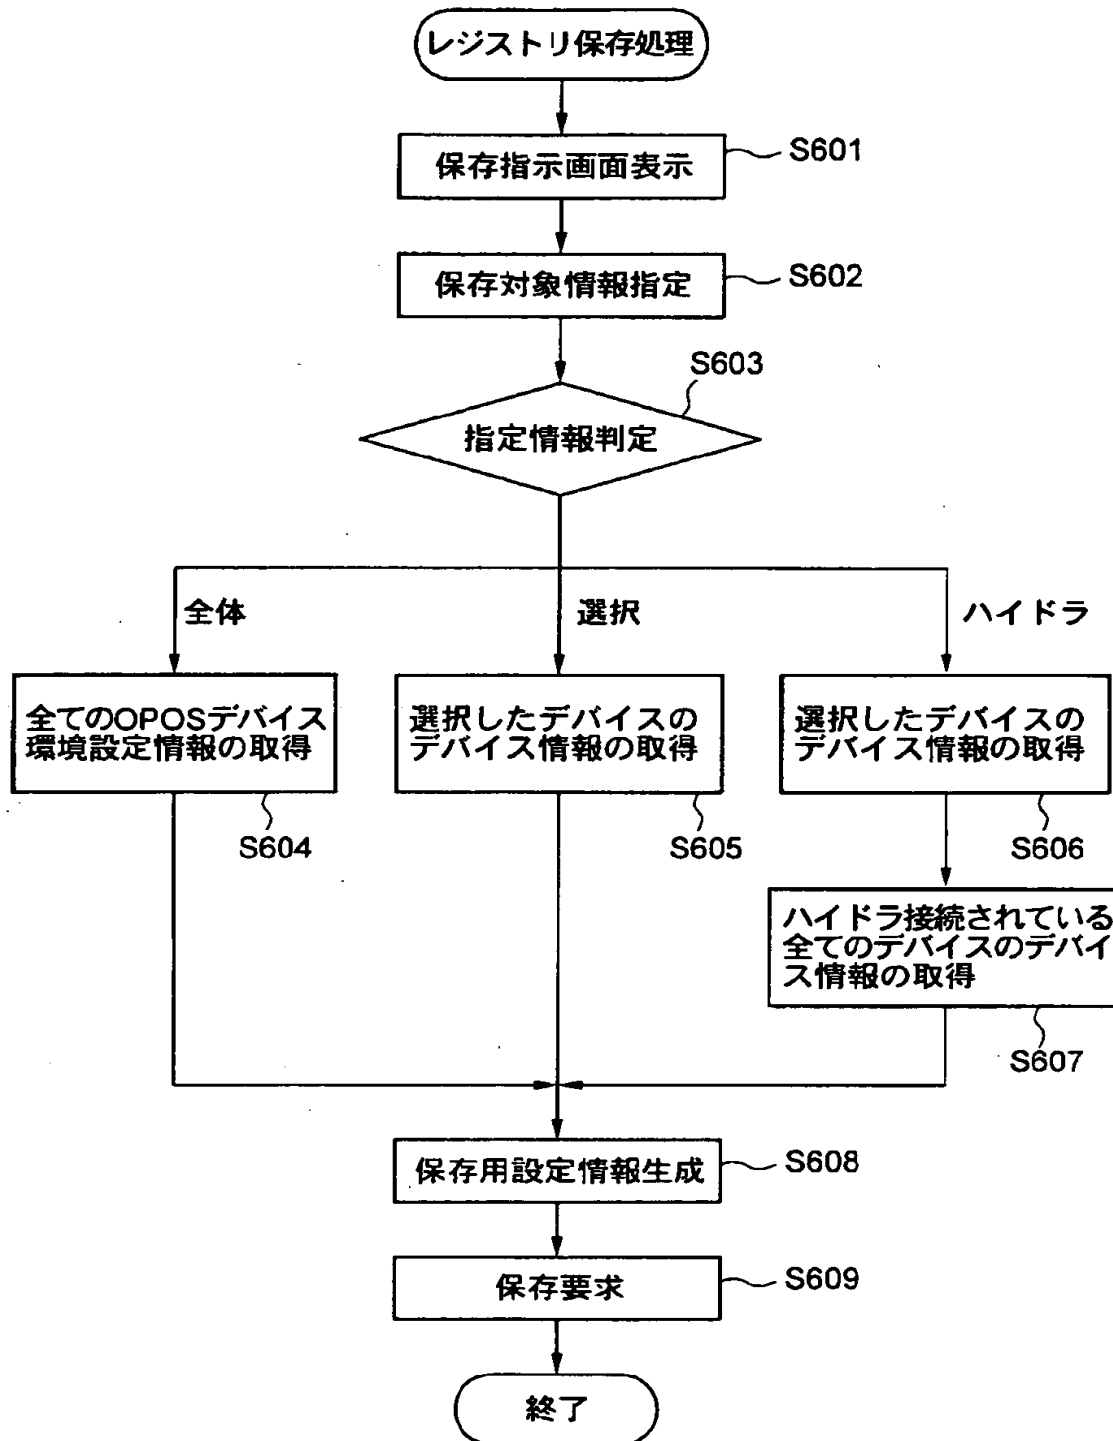 レジストリ保存処理
保存指示画面表示
S601
保存対象情報指定
S602
S603
指定情報判定
全体
選択
ハイドラ
全てのOPOSデバイス
環境設定情報の取得
選択したデバイスの
デバイス情報の取得
選択したデバイスの
デバイス情報の取得
S604
S605
S606
ハイドラ接続されている
全てのデバイスのデバイ
ス情報の取得
S607
保存用設定情報生成
S608
保存要求
S609
終了